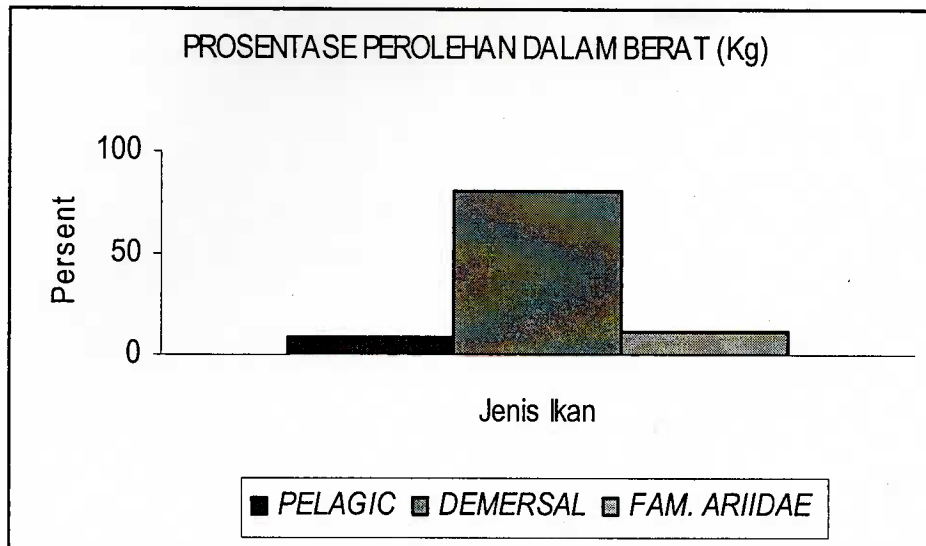 PROSENTASE PEROLEHAN DALAM BERAT (Kg)
100
50
0
Persent
Jenis Ikan
PELAGIC DEMERSAL FAM. ARIIDAE